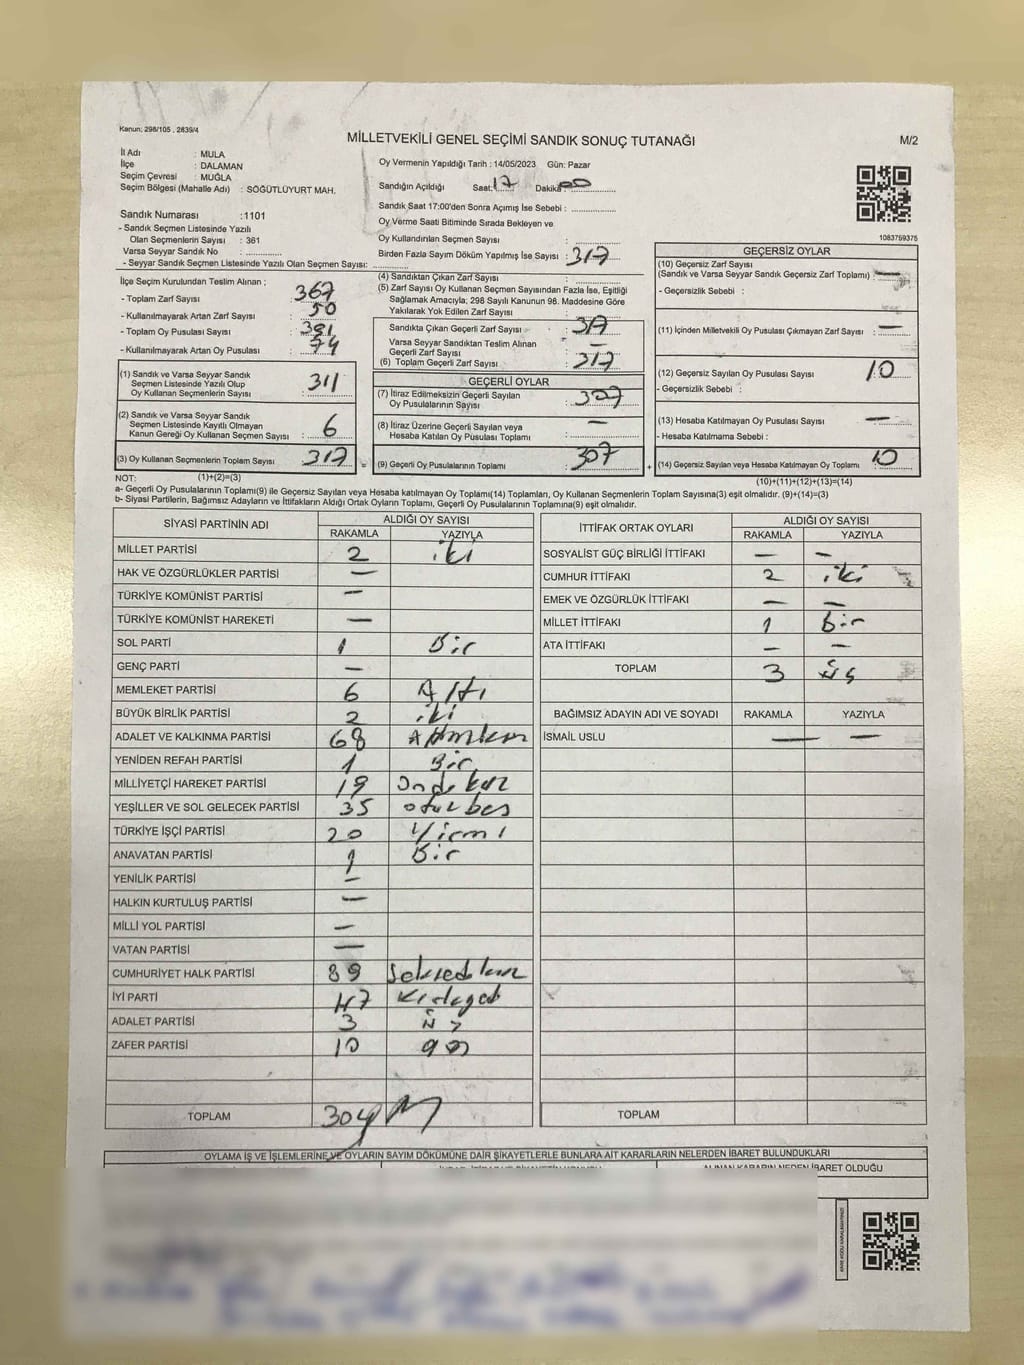 Kanun; 298/105 , 2839/4
MİLLETVEKİLİ GENEL SEÇİMİ SANDIK SONUÇ TUTANAĞI
M/2
İl Adı : MULA
İlçe : DALAMAN
Seçim Çevresi : MUĞLA
Seçim Bölgesi (Mahalle Adı) : SÖĞÜTLÜYURT MAH.
Sandık Numarası :1101
- Sandık Seçmen Listesinde Yazılı
Olan Seçmenlerin Sayısı : 361
Varsa Seyyar Sandık No :
- Seyyar Sandık Seçmen Listesinde Yazılı Olan Seçmen Sayısı:
Oy Vermenin Yapıldığı Tarih : 14/05/2023 Gün: Pazar
Sandığın Açıldığı Saat: 17 Dakika 00
Sandık Saat 17:00'den Sonra Açımış İse Sebebi :
Oy Verme Saati Bitiminde Sırada Bekleyen ve
Oy Kullandırılan Seçmen Sayısı :
Birden Fazla Sayım Döküm Yapılmış İse Sayısı : 317
1083759375
İlçe Seçim Kurulundan Teslim Alınan ;
- Toplam Zarf Sayısı : 367
- Kullanılmayarak Artan Zarf Sayısı : 50
- Toplam Oy Pusulası Sayısı : 391
- Kullanılmayarak Artan Oy Pusulası : 74
(1) Sandık ve Varsa Seyyar Sandık
Seçmen Listesinde Yazılı Olup
Oy Kullanan Seçmenlerin Sayısı : 311
(2) Sandık ve Varsa Seyyar Sandık
Seçmen Listesinde Kayıtlı Olmayan
Kanun Gereği Oy Kullanan Seçmen Sayısı : 6
(3) Oy Kullanan Seçmenlerin Toplam Sayısı : 317
(1)+(2)=(3)
(4) Sandıktan Çıkan Zarf Sayısı :
(5) Zarf Sayısı Oy Kullanan Seçmen Sayısından Fazla İse, Eşitliği
Sağlamak Amacıyla; 298 Sayılı Kanunun 98. Maddesine Göre
Yakılarak Yok Edilen Zarf Sayısı :
Sandıkta Çıkan Geçerli Zarf Sayısı :
Varsa Seyyar Sandıktan Teslim Alınan
Geçerli Zarf Sayısı : —
(6) Toplam Geçerli Zarf Sayısı : 317
GEÇERLİ OYLAR
(7) İtiraz Edilmeksizin Geçerli Sayılan
Oy Pusulalarının Sayısı : 307
(8) İtiraz Üzerine Geçerli Sayılan veya
Hesaba Katılan Oy Pusulası Toplamı : —
= (9) Geçerli Oy Pusulalarının Toplamı : 307
GEÇERSİZ OYLAR
(10) Geçersiz Zarf Sayısı
(Sandık ve Varsa Seyyar Sandık Geçersiz Zarf Toplamı) : —
- Geçersizlik Sebebi :
(11) İçinden Milletvekili Oy Pusulası Çıkmayan Zarf Sayısı : —
(12) Geçersiz Sayılan Oy Pusulası Sayısı : 10
- Geçersizlik Sebebi :
(13) Hesaba Katılmayan Oy Pusulası Sayısı : —
- Hesaba Katılmama Sebebi :
+ (14) Geçersiz Sayılan veya Hesaba Katılmayan Oy Toplamı : 10
(10)+(11)+(12)+(13)=(14)
NOT:
a- Geçerli Oy Pusulalarının Toplamı(9) ile Geçersiz Sayılan veya Hesaba katılmayan Oy Toplamı(14) Toplamları, Oy Kullanan Seçmenlerin Toplam Sayısına(3) eşit olmalıdır. (9)+(14)=(3)
b- Siyasi Partilerin, Bağımsız Adayların ve İttifakların Aldığı Ortak Oyların Toplamı, Geçerli Oy Pusulalarının Toplamına(9) eşit olmalıdır.
SİYASİ PARTİNİN ADI ALDIĞI OY SAYISI
RAKAMLA YAZIYLA
MİLLET PARTİSİ 2 iki
HAK VE ÖZGÜRLÜKLER PARTİSİ —
TÜRKİYE KOMÜNİST PARTİSİ —
TÜRKİYE KOMÜNİST HAREKETİ —
SOL PARTİ 1 Bir
GENÇ PARTİ —
MEMLEKET PARTİSİ 6 Altı
BÜYÜK BİRLİK PARTİSİ 2 iki
ADALET VE KALKINMA PARTİSİ 68
YENİDEN REFAH PARTİSİ 1 Bir
MİLLİYETÇİ HAREKET PARTİSİ 19
YEŞİLLER VE SOL GELECEK PARTİSİ 35 otuzbeş
TÜRKİYE İŞÇİ PARTİSİ 20 Yirmi
ANAVATAN PARTİSİ 1 Bir
YENİLİK PARTİSİ —
HALKIN KURTULUŞ PARTİSİ —
MİLLİ YOL PARTİSİ —
VATAN PARTİSİ —
CUMHURİYET HALK PARTİSİ 89
İYİ PARTİ 47
ADALET PARTİSİ 3 üç
ZAFER PARTİSİ 10 on
TOPLAM 304
İTTİFAK ORTAK OYLARI ALDIĞI OY SAYISI
RAKAMLA YAZIYLA
SOSYALİST GÜÇ BİRLİĞİ İTTİFAKI — —
CUMHUR İTTİFAKI 2 iki
EMEK VE ÖZGÜRLÜK İTTİFAKI — —
MİLLET İTTİFAKI 1 Bir
ATA İTTİFAKI — —
TOPLAM 3 üç
BAĞIMSIZ ADAYIN ADI VE SOYADI RAKAMLA YAZIYLA
İSMAİL USLU — —
TOPLAM
OYLAMA İŞ VE İŞLEMLERİNE VE OYLARIN SAYIM DÖKÜMÜNE DAİR ŞİKAYETLERLE BUNLARA AİT KARARLARIN NELERDEN İBARET BULUNDUKLARI
ALINAN KARARIN NEDEN İBARET OLDUĞU